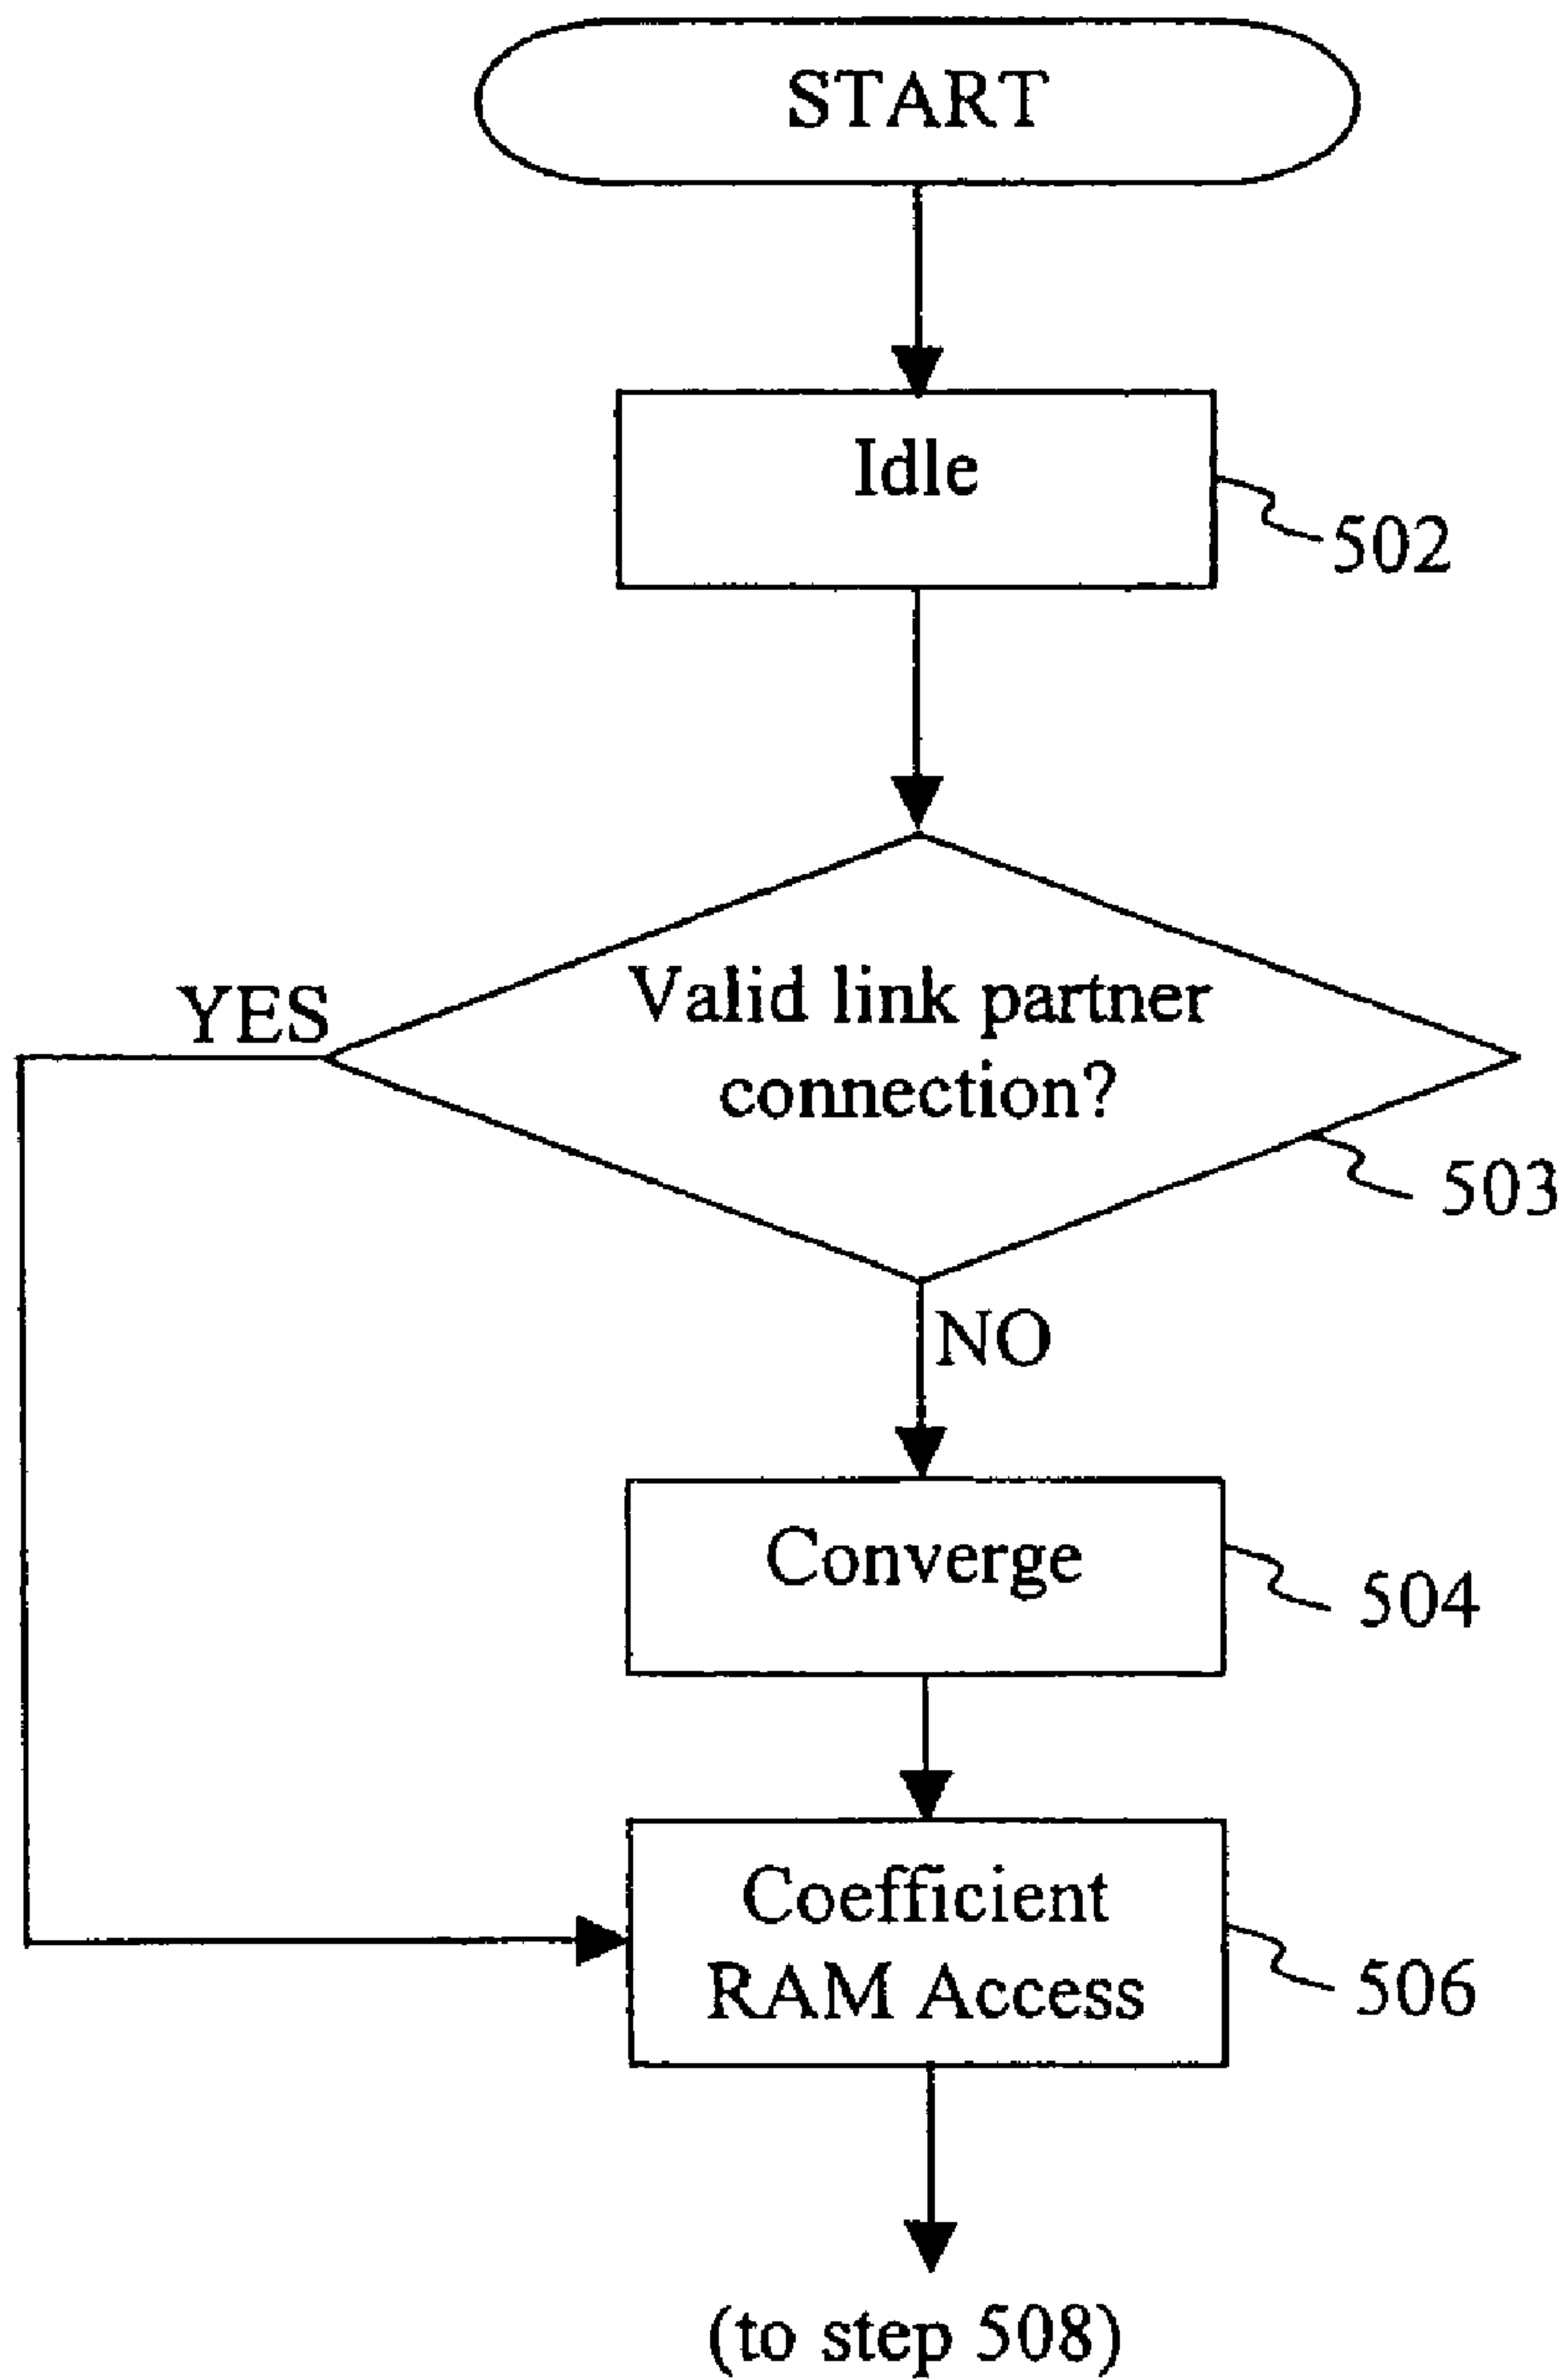 START
Idle
502
Valid link partner
connection?
YES
503
NO
Converge
504
Coefficient
RAM Access
506
(to step 508)